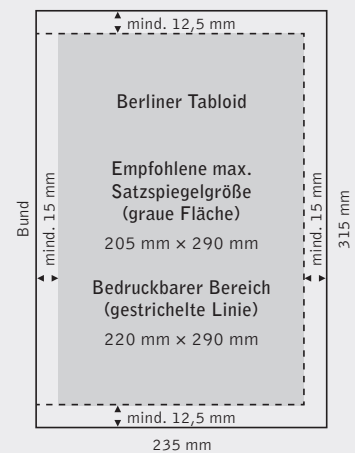 mind. 12,5 mm
Berliner Tabloid
Empfohlene max.
Satzspiegelgröße
(graue Fläche)
205 mm × 290 mm
Bund
mind. 15 mm
mind. 15 mm
315 mm
Bedruckbarer Bereich
(gestrichelte Linie)
220 mm × 290 mm
mind. 12,5 mm
235 mm